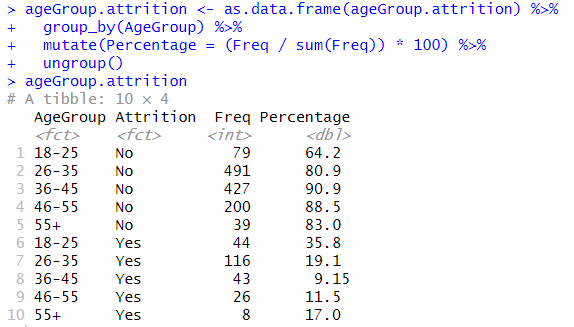 > ageGroup.attrition <- as.data.frame(ageGroup.attrition) %>%
+   group_by(AgeGroup) %>%
+   mutate(Percentage = (Freq / sum(Freq)) * 100) %>%
+   ungroup()
> ageGroup.attrition
# A tibble: 10 × 4
   AgeGroup Attrition  Freq Percentage
   <fct>    <fct>     <int>      <dbl>
 1 18-25    No           79      64.2
 2 26-35    No          491      80.9
 3 36-45    No          427      90.9
 4 46-55    No          200      88.5
 5 55+      No           39      83.0
 6 18-25    Yes          44      35.8
 7 26-35    Yes         116      19.1
 8 36-45    Yes          43       9.15
 9 46-55    Yes          26      11.5
10 55+      Yes           8      17.0